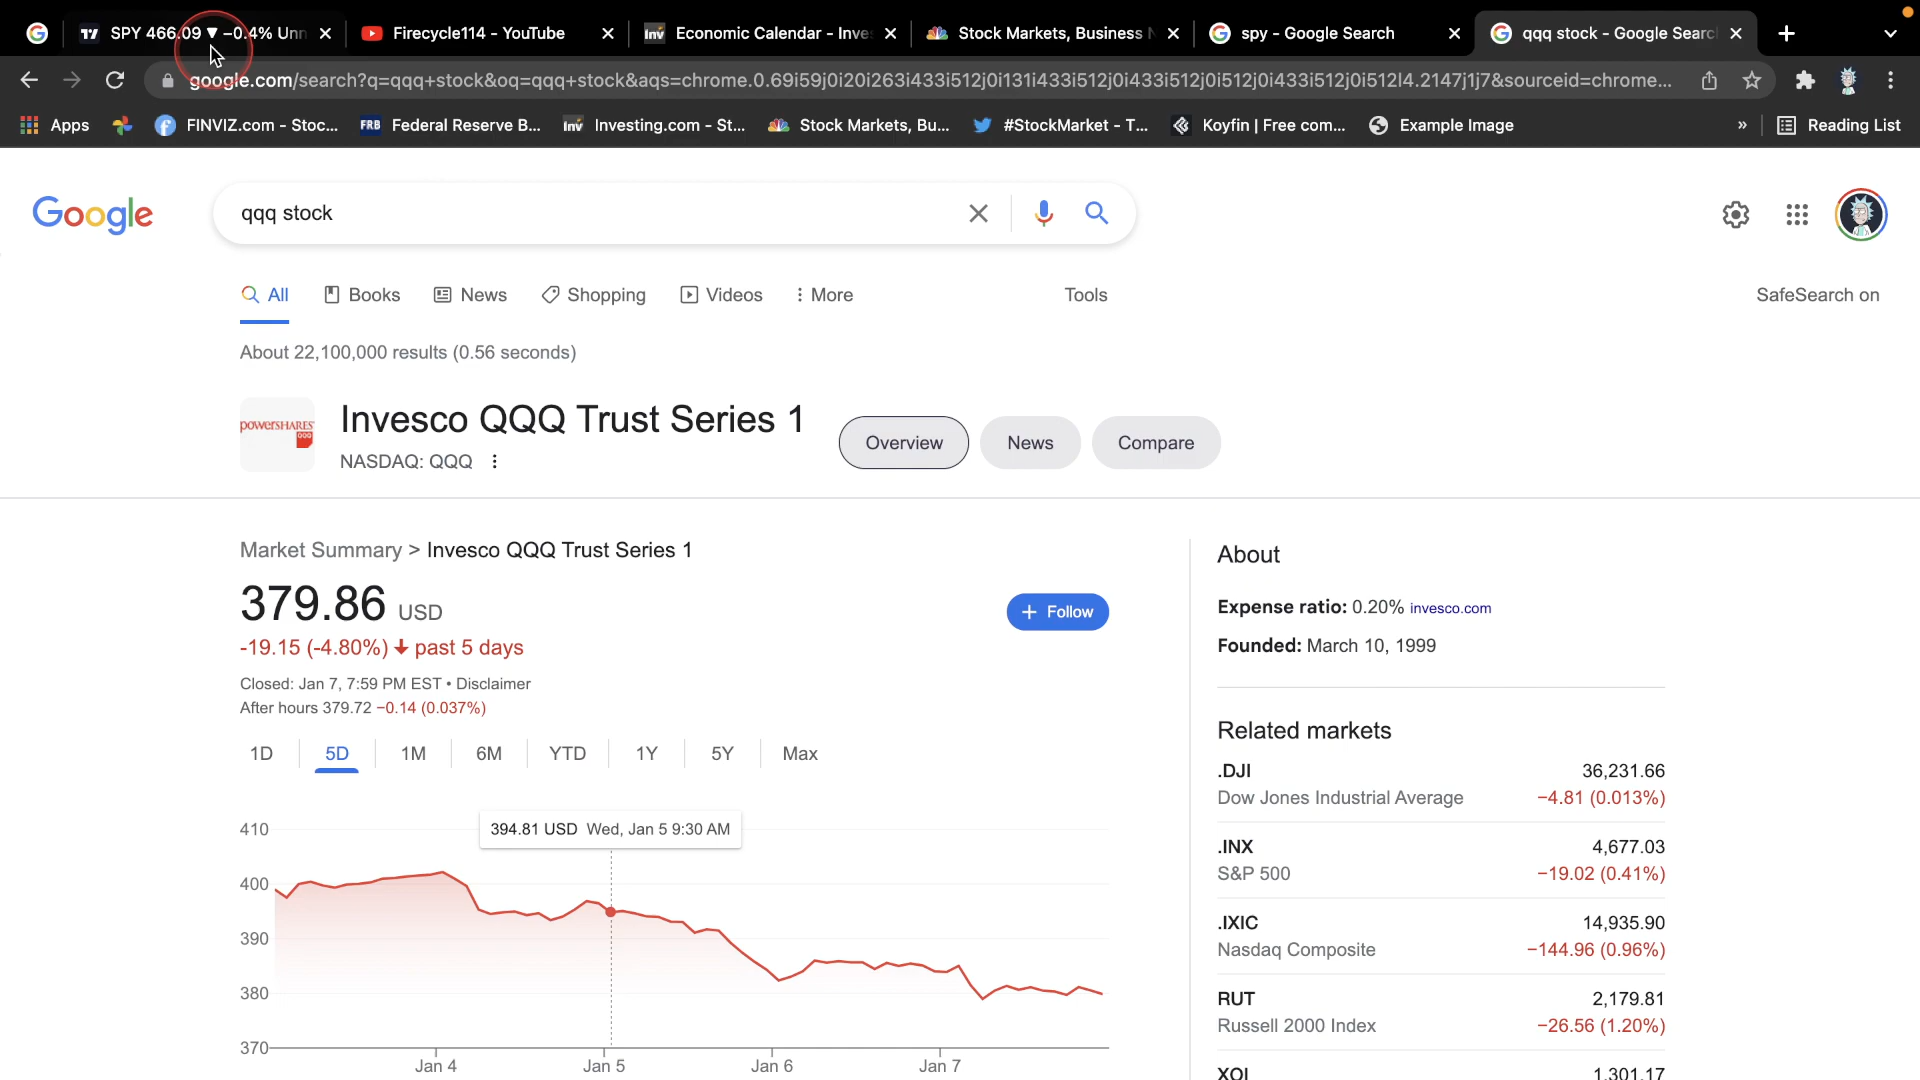 SPY 466.09 ▼ −0.4% Unn
Firecycle114 - YouTube
Economic Calendar - Inves
Stock Markets, Business N
spy - Google Search
qqq stock - Google Searc
google.com/search?q=qqq+stock&oq=qqq+stock&aqs=chrome.0.69i59j0i20i263i433i512j0i131i433i512j0i433i512j0i512j0i433i512j0i512l4.2147j1j7&sourceid=chrome...
Apps
FINVIZ.com - Stoc...
FRB Federal Reserve B...
Inv Investing.com - St...
Stock Markets, Bu...
#StockMarket - T...
Koyfin | Free com...
Example Image
»
Reading List
Google
qqq stock
All
Books
News
Shopping
Videos
More
Tools
SafeSearch on
About 22,100,000 results (0.56 seconds)
POWERSHARES QQQ
Invesco QQQ Trust Series 1
NASDAQ: QQQ
Overview
News
Compare
Market Summary > Invesco QQQ Trust Series 1
379.86 USD
+ Follow
-19.15 (-4.80%) ↓ past 5 days
Closed: Jan 7, 7:59 PM EST • Disclaimer
After hours 379.72 −0.14 (0.037%)
1D 5D 1M 6M YTD 1Y 5Y Max
394.81 USD Wed, Jan 5 9:30 AM
410
400
390
380
370
Jan 4 Jan 5 Jan 6 Jan 7
About
Expense ratio: 0.20% invesco.com
Founded: March 10, 1999
Related markets
.DJI 36,231.66
Dow Jones Industrial Average −4.81 (0.013%)
.INX 4,677.03
S&P 500 −19.02 (0.41%)
.IXIC 14,935.90
Nasdaq Composite −144.96 (0.96%)
RUT 2,179.81
Russell 2000 Index −26.56 (1.20%)
XOI 1,301.17